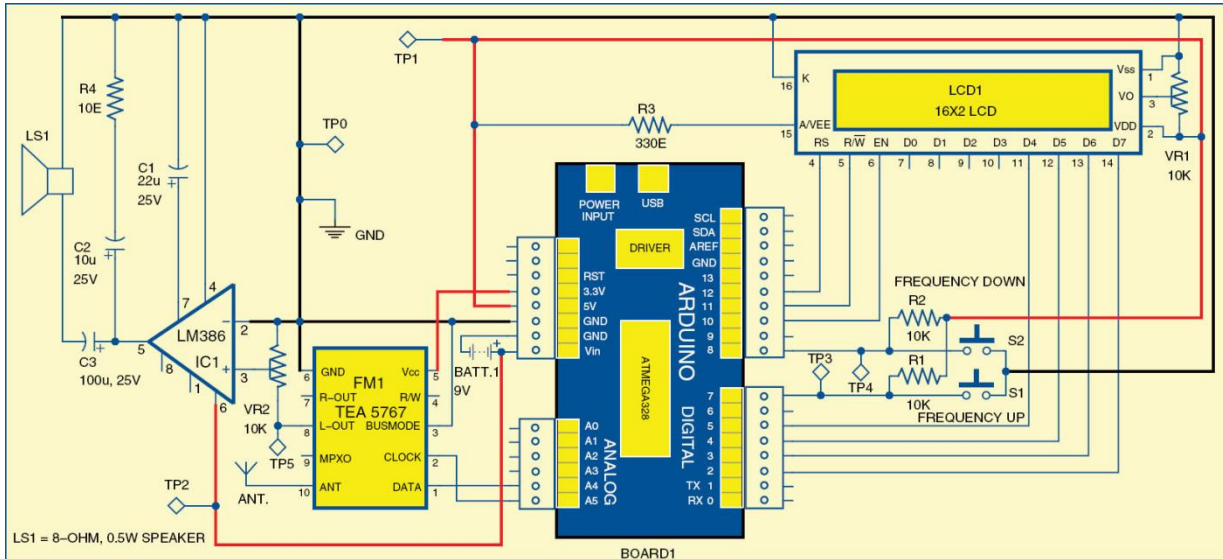 TP1
R4
10E
LS1
C1
22u
25V
C2
10u
25V
C3
100u, 25V
TP0
GND
R3
330E
K
16
A/VEE
15
LCD1
16X2 LCD
Vss
1
VO
3
VDD
2
RS R/W EN D0 D1 D2 D3 D4 D5 D6 D7
4 5 6 7 8 9 10 11 12 13 14
VR1
10K
4
7
LM386
IC1
−
2
+
3
5
8
1
6
VR2
10K
TP5
TP2
ANT.
FM1
TEA 5767
6 GND
7 R-OUT
8 L-OUT
9 MPXO
10 ANT
Vcc 5
R/W 4
BUSMODE 3
CLOCK 2
DATA 1
BATT.1
9V
POWER INPUT
USB
DRIVER
ARDUINO
ATMEGA328
DIGITAL
ANALOG
RST
3.3V
5V
GND
GND
Vin
A0
A1
A2
A3
A4
A5
SCL
SDA
AREF
GND
13
12
11
10
9
8
7
6
5
4
3
2
TX 1
RX 0
FREQUENCY DOWN
R2
10K
S2
R1
10K
S1
TP3
TP4
FREQUENCY UP
LS1 = 8–OHM, 0.5W SPEAKER
BOARD1